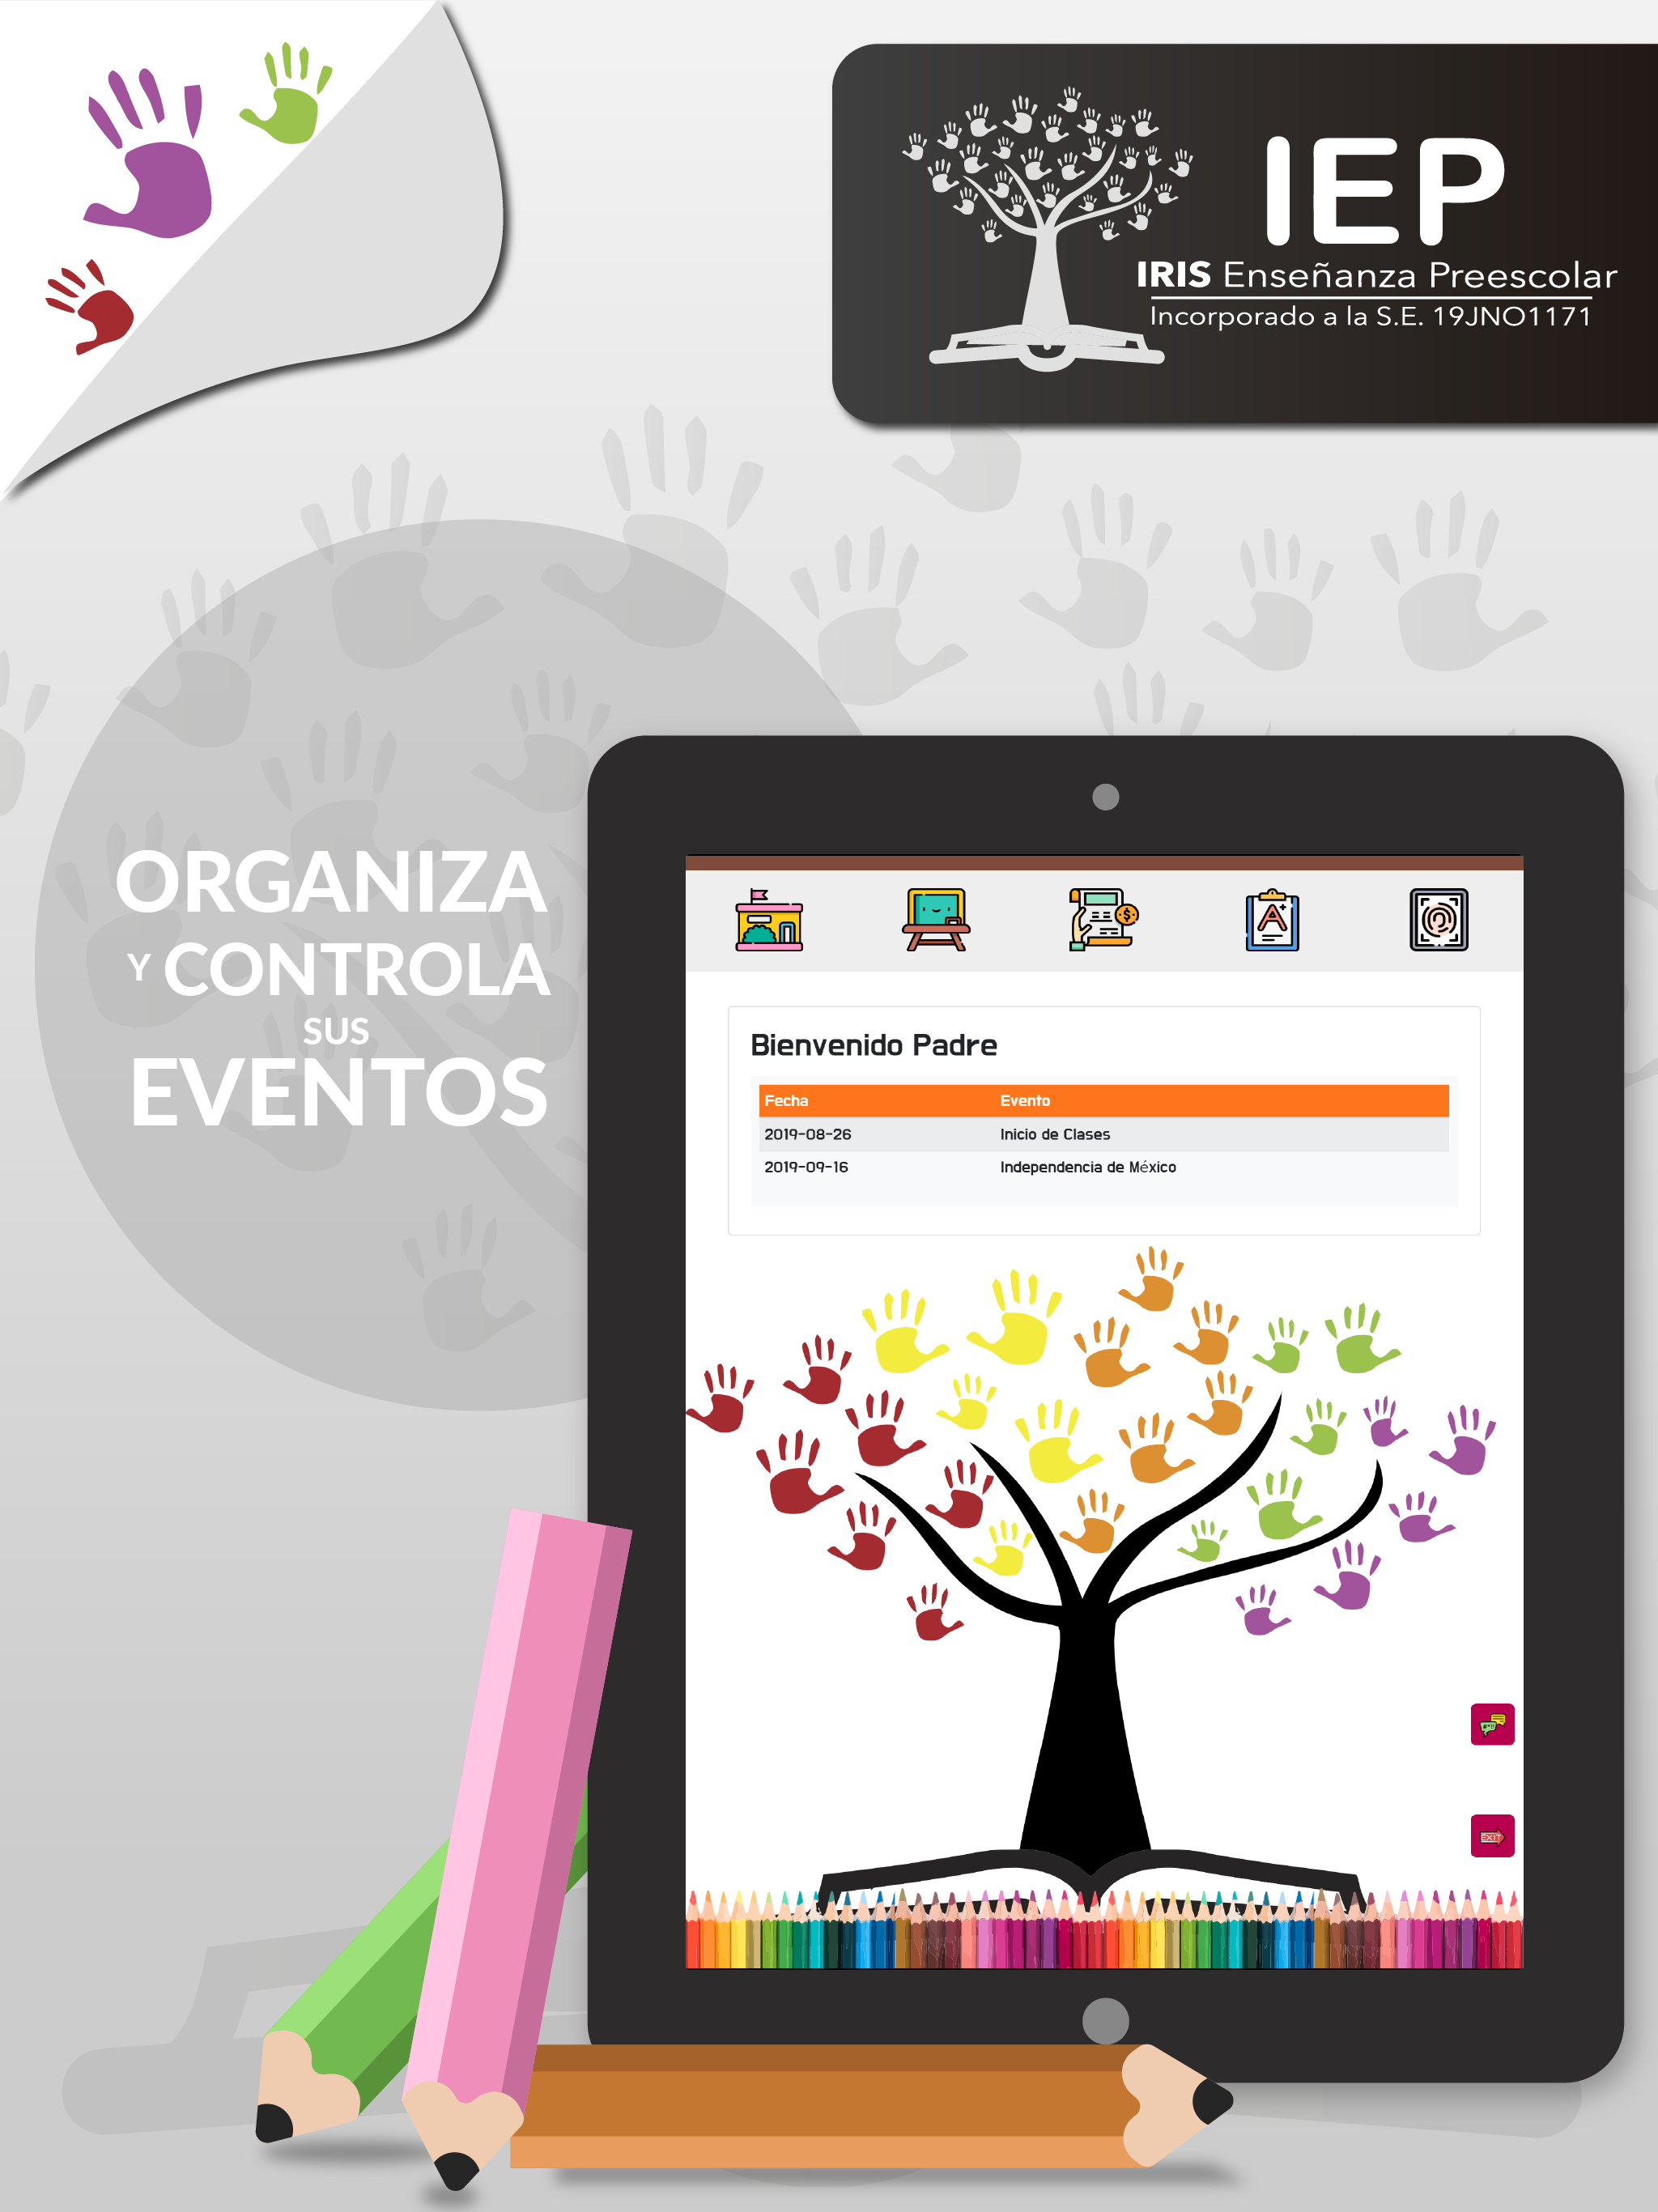 IEP
IRIS Enseñanza Preescolar
Incorporado a la S.E. 19JNO1171
ORGANIZA
Y CONTROLA
SUS
EVENTOS
Bienvenido Padre
Fecha Evento
2019-08-26 Inicio de Clases
2019-09-16 Independencia de México
EXIT